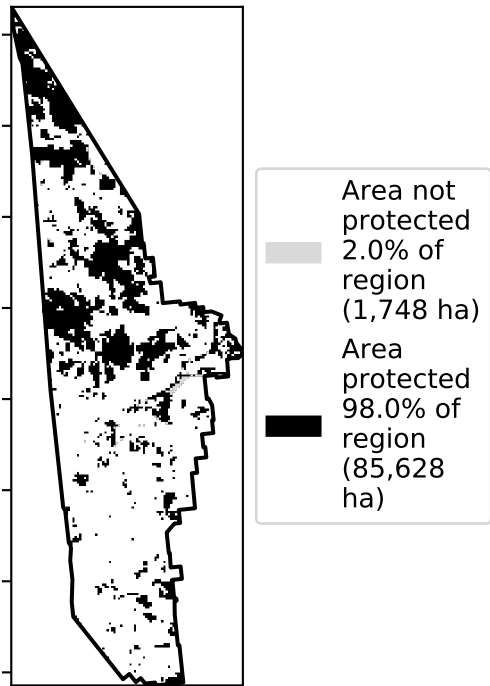 Area not
protected
2.0% of
region
(1,748 ha)
Area
protected
98.0% of
region
(85,628
ha)